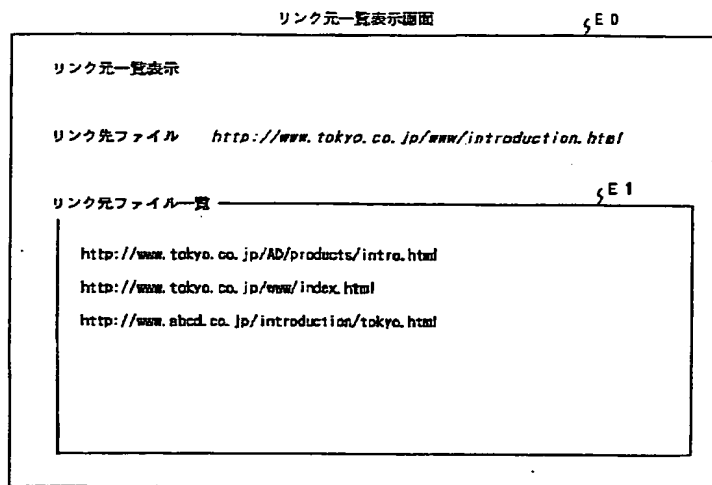 リンク元一覧表示画面
E0
リンク元一覧表示
リンク先ファイル http://www.tokyo.co.jp/www/introduction.html
リンク元ファイル一覧
E1
http://www.tokyo.co.jp/AD/products/intro.html
http://www.tokyo.co.jp/www/index.html
http://www.abcd.co.jp/introduction/tokyo.html